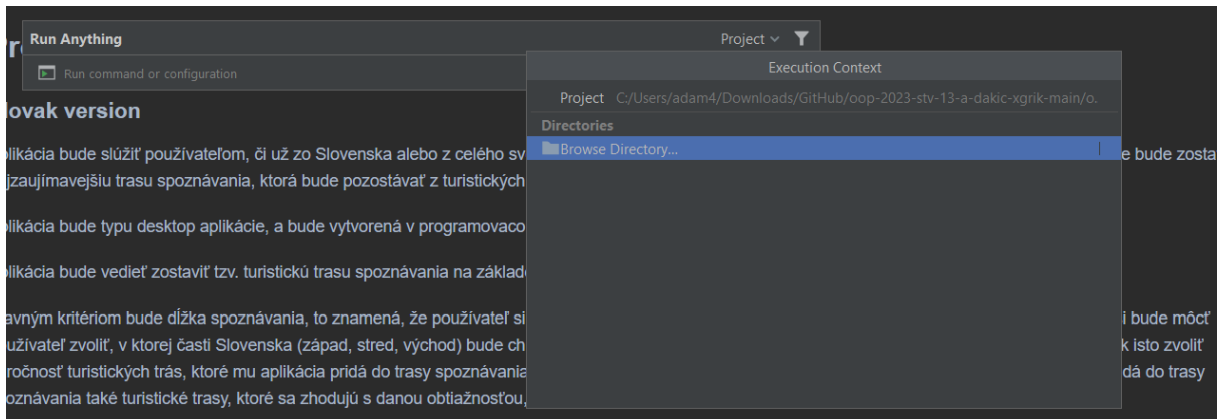 Run Anything
Project
Run command or configuration
Execution Context
Project C:/Users/adam4/Downloads/GitHub/oop-2023-stv-13-a-dakic-xgrik-main/o.
Directories
Browse Directory...
lovak version
plikácia bude slúžiť používateľom, či už zo Slovenska alebo z celého sv
e bude zosta
jzaujímavejšiu trasu spoznávania, ktorá bude pozostávať z turistických
plikácia bude typu desktop aplikácie, a bude vytvorená v programovaco
plikácia bude vedieť zostaviť tzv. turistickú trasu spoznávania na základ
avným kritériom bude dĺžka spoznávania, to znamená, že používateľ si
i bude môcť
užívateľ zvoliť, v ktorej časti Slovenska (západ, stred, východ) bude ch
k isto zvoliť
ročnosť turistických trás, ktoré mu aplikácia pridá do trasy spoznávania
dá do trasy
oznávania také turistické trasy, ktoré sa zhodujú s danou obtiažnosťou,